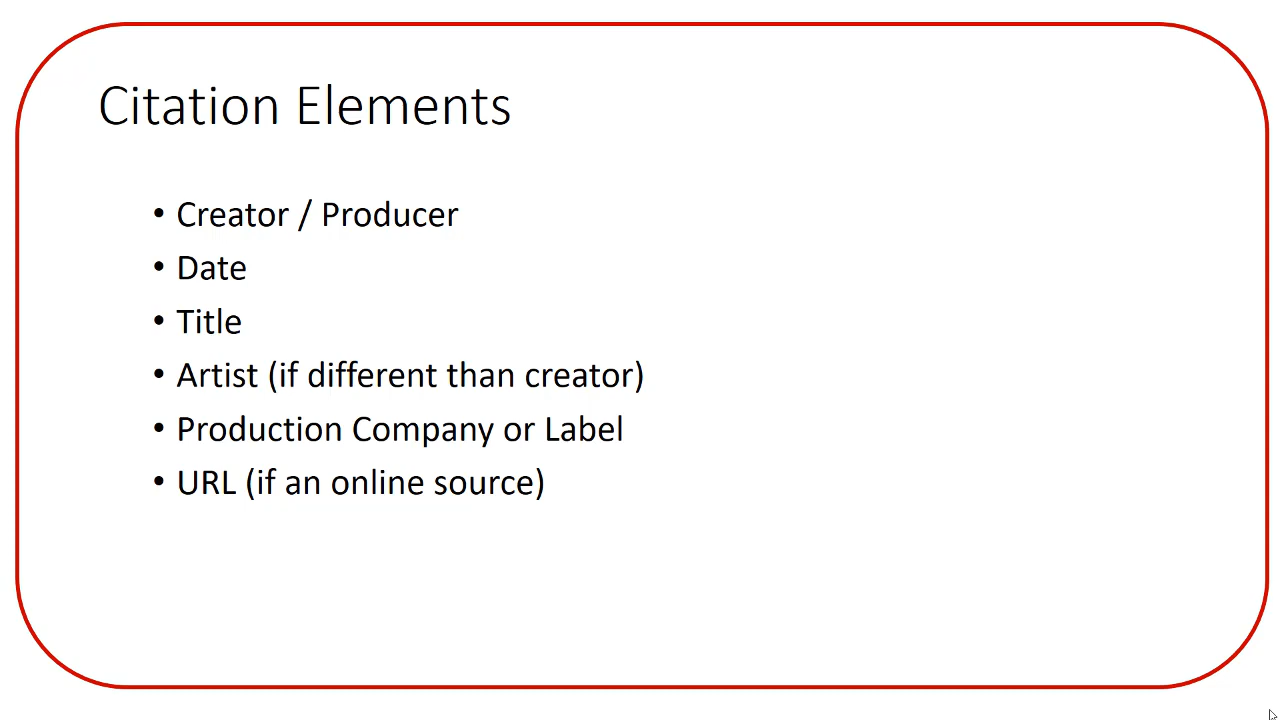 Citation Elements
• Creator / Producer
• Date
• Title
• Artist (if different than creator)
• Production Company or Label
• URL (if an online source)